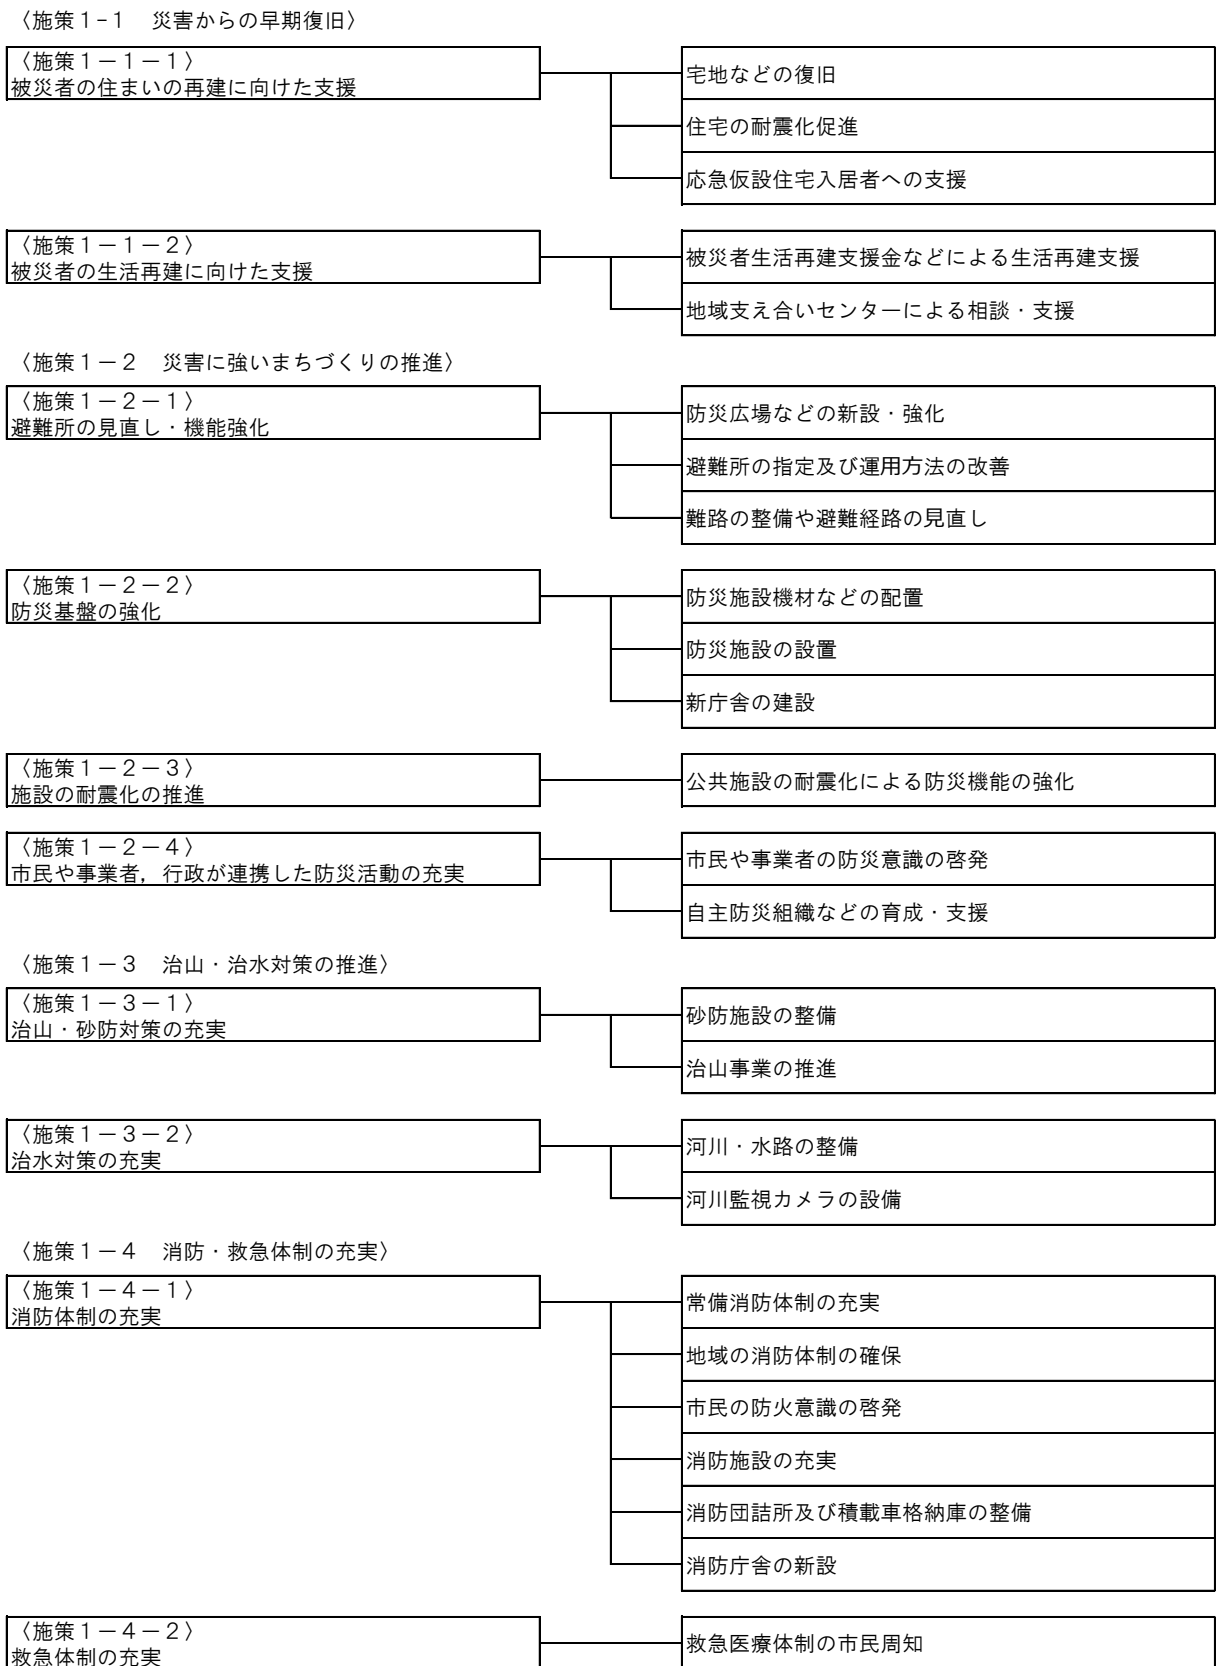 〈施策１-１　災害からの早期復旧〉
〈施策１－１－１〉
被災者の住まいの再建に向けた支援
宅地などの復旧
住宅の耐震化促進
応急仮設住宅入居者への支援
〈施策１－１－２〉
被災者の生活再建に向けた支援
被災者生活再建支援金などによる生活再建支援
地域支え合いセンターによる相談・支援
〈施策１－２　災害に強いまちづくりの推進〉
〈施策１－２－１〉
避難所の見直し・機能強化
防災広場などの新設・強化
避難所の指定及び運用方法の改善
難路の整備や避難経路の見直し
〈施策１－２－２〉
防災基盤の強化
防災施設機材などの配置
防災施設の設置
新庁舎の建設
〈施策１－２－３〉
施設の耐震化の推進
公共施設の耐震化による防災機能の強化
〈施策１－２－４〉
市民や事業者，行政が連携した防災活動の充実
市民や事業者の防災意識の啓発
自主防災組織などの育成・支援
〈施策１－３　治山・治水対策の推進〉
〈施策１－３－１〉
治山・砂防対策の充実
砂防施設の整備
治山事業の推進
〈施策１－３－２〉
治水対策の充実
河川・水路の整備
河川監視カメラの設備
〈施策１－４　消防・救急体制の充実〉
〈施策１－４－１〉
消防体制の充実
常備消防体制の充実
地域の消防体制の確保
市民の防火意識の啓発
消防施設の充実
消防団詰所及び積載車格納庫の整備
消防庁舎の新設
〈施策１－４－２〉
救急体制の充実
救急医療体制の市民周知